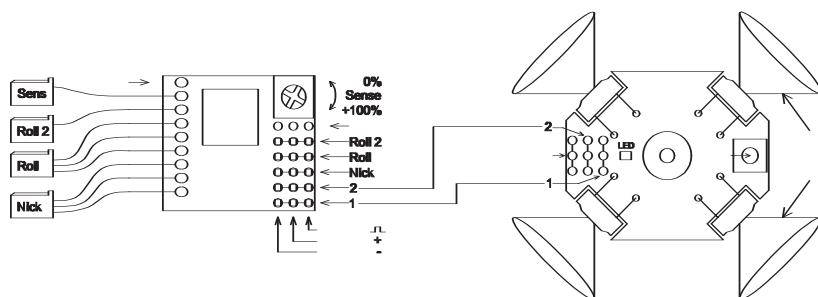 Sens
Roll 2
Roll
Nick
0%
Sense
+100%
Roll 2
Roll
Nick
2
1
+
-
2
LED
1